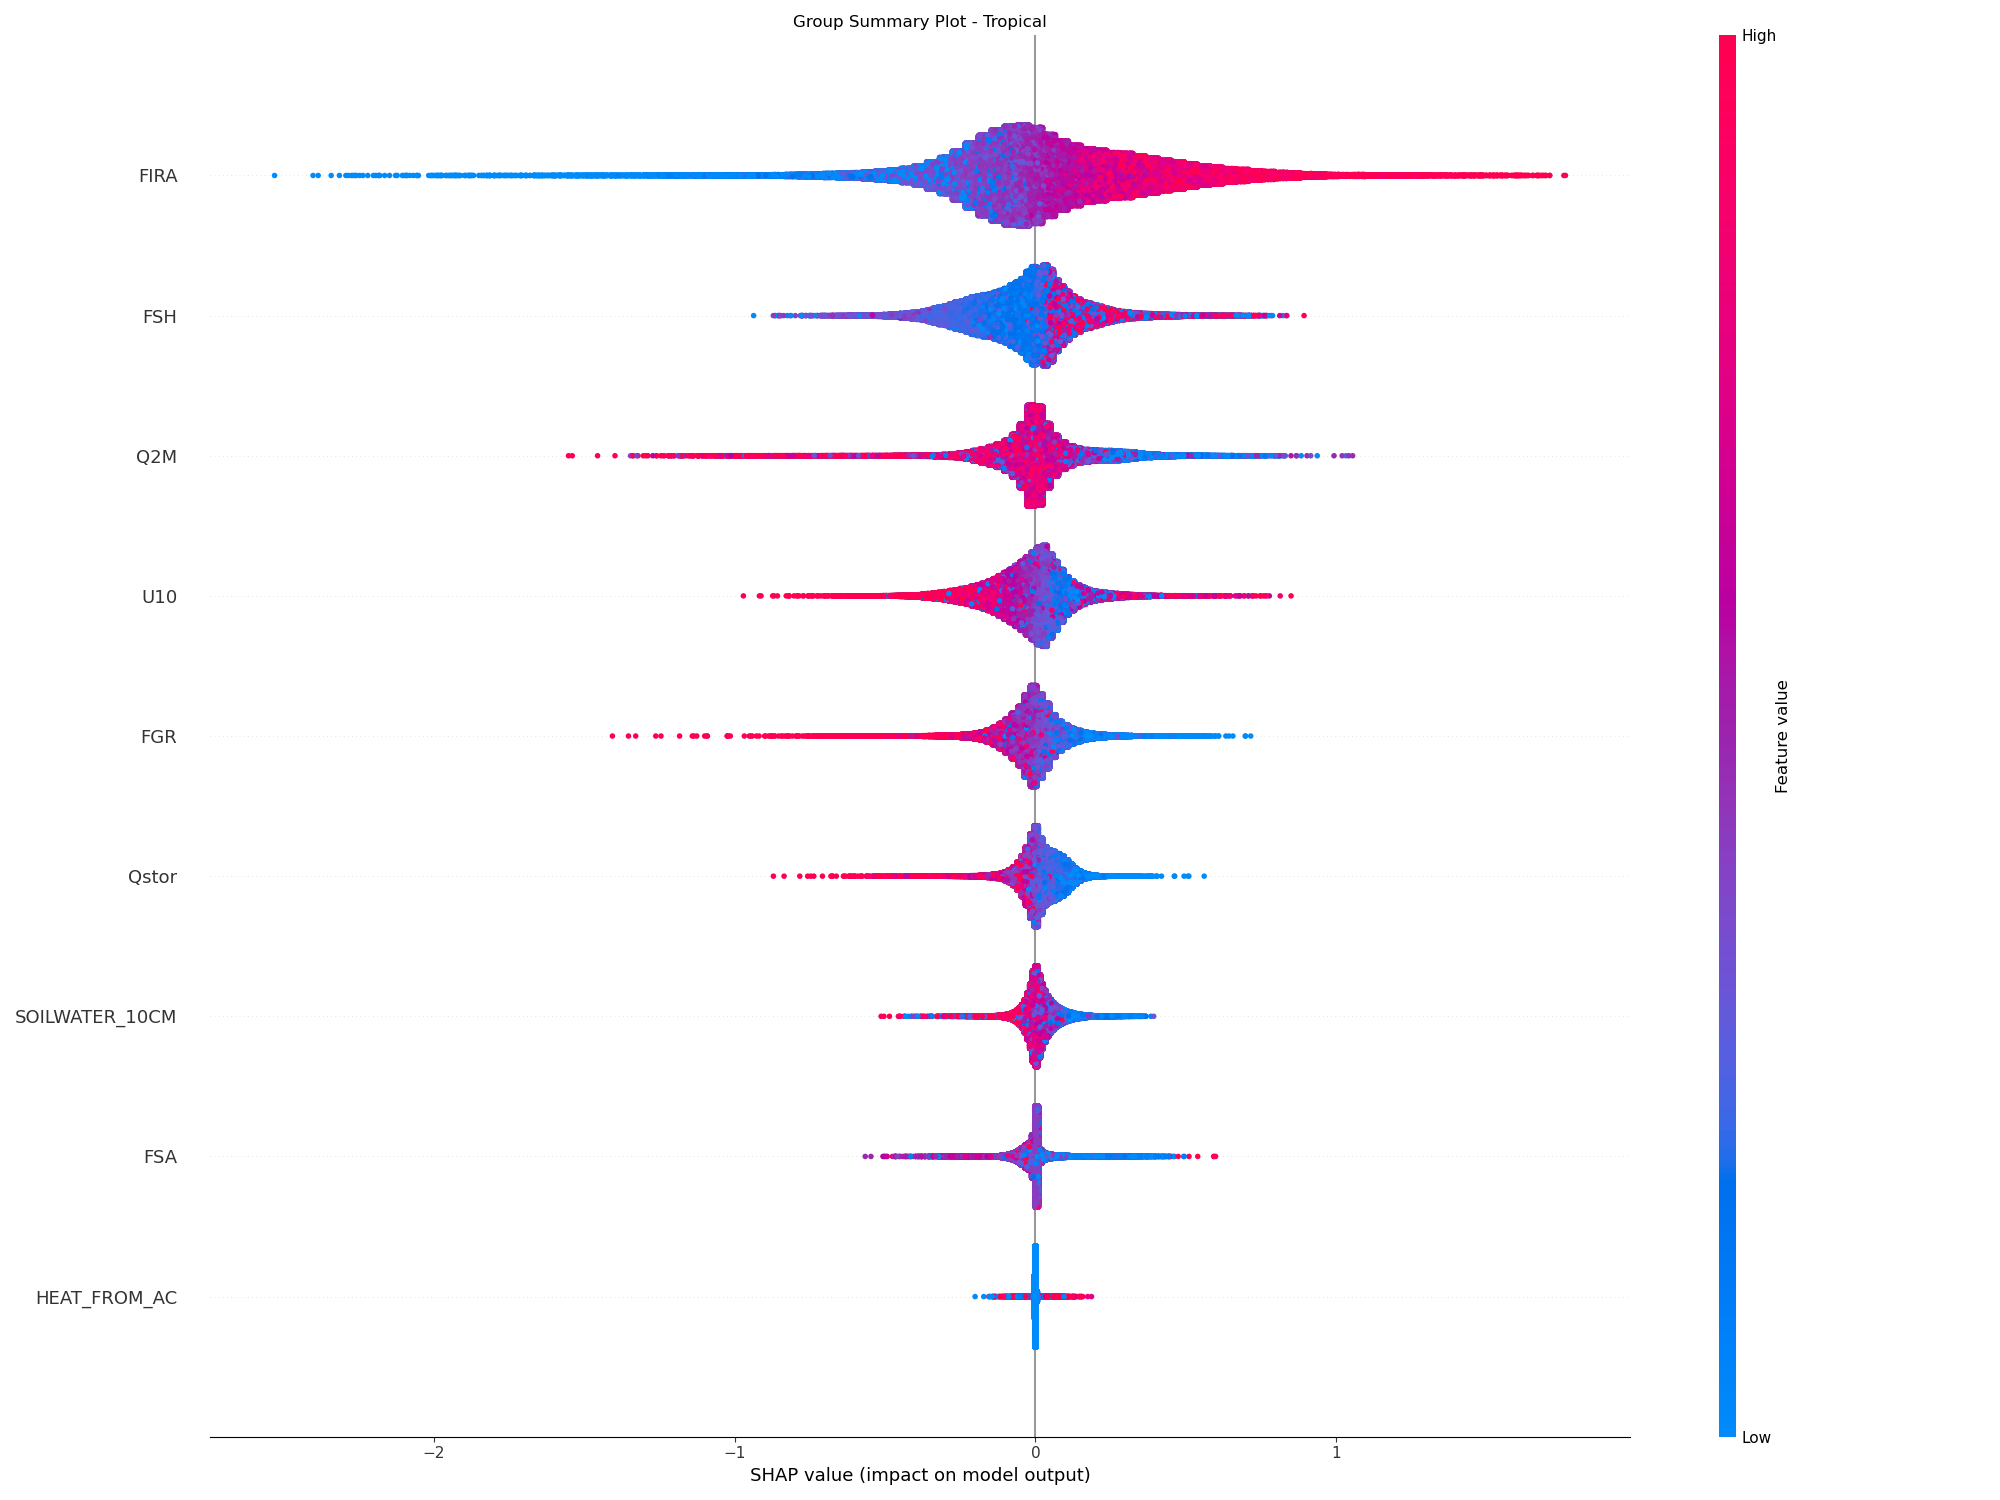 Group Summary Plot - Tropical
High
FIRA
FSH
Q2M
U10
FGR
Feature value
Qstor
SOILWATER_10CM
FSA
HEAT_FROM_AC
Low
−2 −1 0 1
SHAP value (impact on model output)